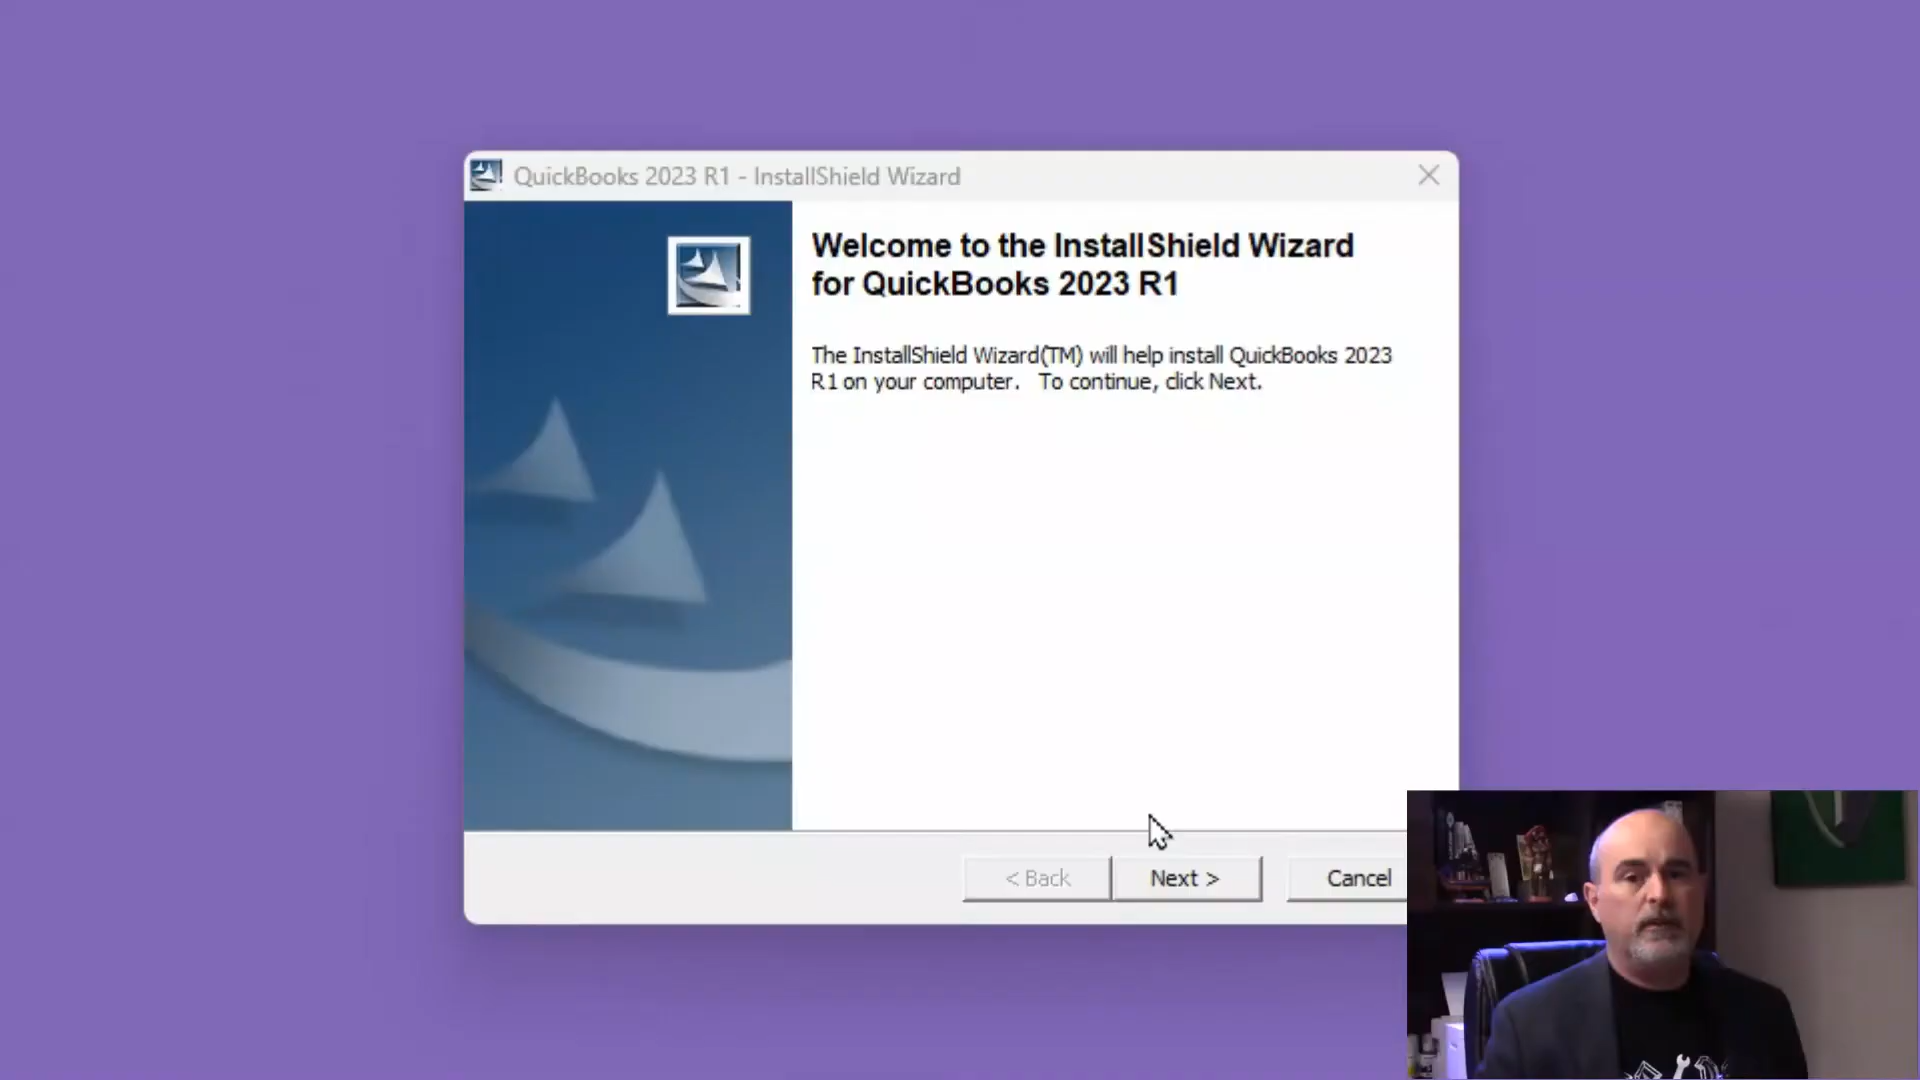 QuickBooks 2023 R1 - InstallShield Wizard
Welcome to the InstallShield Wizard
for QuickBooks 2023 R1
The InstallShield Wizard(TM) will help install QuickBooks 2023
R1 on your computer.   To continue, click Next.
< Back
Next >
Cancel